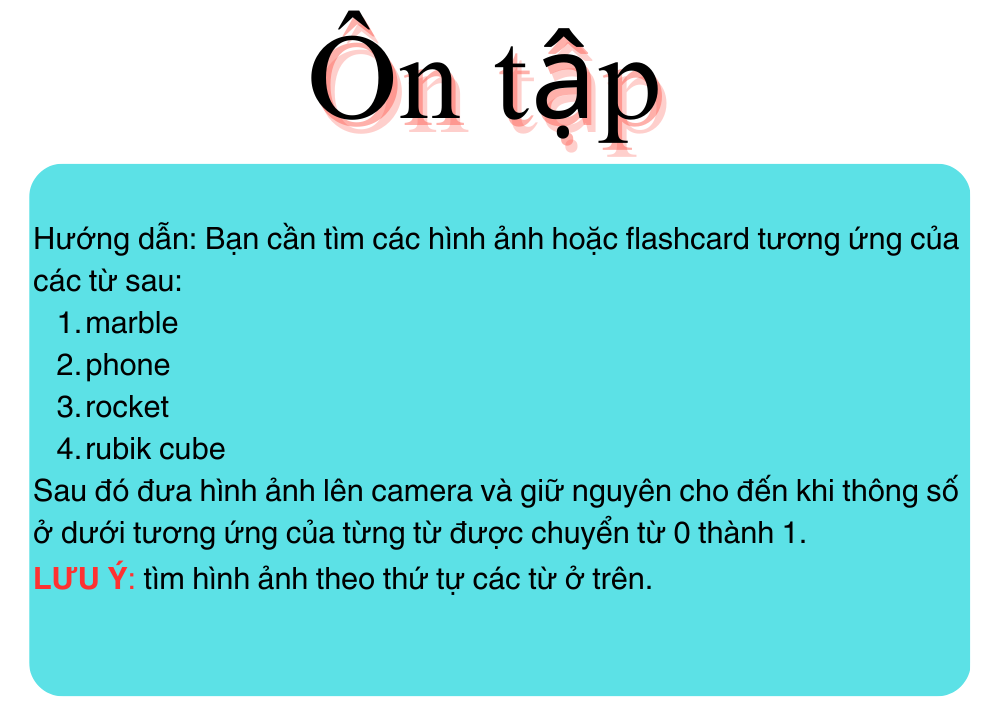 Ôn tập
Hướng dẫn: Bạn cần tìm các hình ảnh hoặc flashcard tương ứng của
các từ sau:
1. marble
2. phone
3. rocket
4. rubik cube
Sau đó đưa hình ảnh lên camera và giữ nguyên cho đến khi thông số
ở dưới tương ứng của từng từ được chuyển từ 0 thành 1.
LƯU Ý: tìm hình ảnh theo thứ tự các từ ở trên.